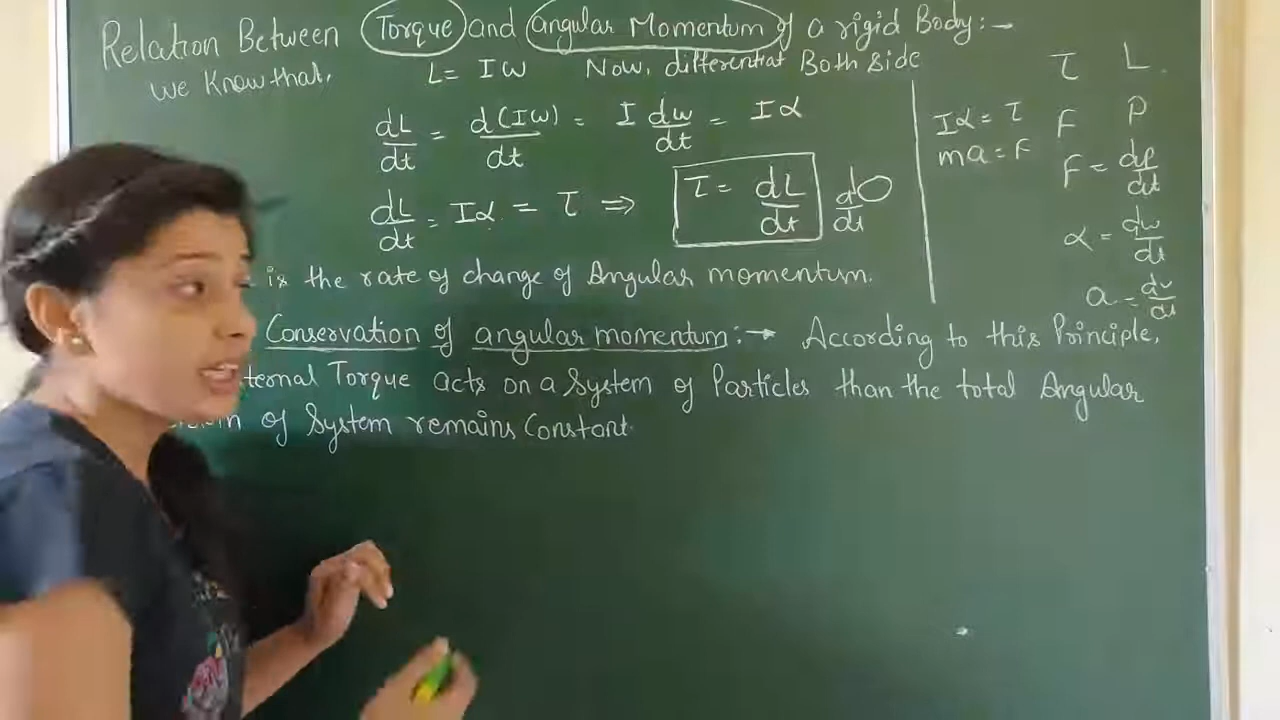 Relation Between Torque and angular Momentum of a rigid Body:-
we Know that, L = Iω Now, differentiat Both Side
dL/dt = d(Iω)/dt = I dω/dt = Iα
dL/dt = Iα = τ ⇒ τ = dL/dt d○/dt
is the rate of change of Angular momentum.
Conservation of angular momentum:→ According to this Principle,
Torque acts on a System of Particles than the total Angular
of System remains Constant
τ L
Iα = τ F P
ma = F F = dp/dt
α = dω/dt
a = dv/dt